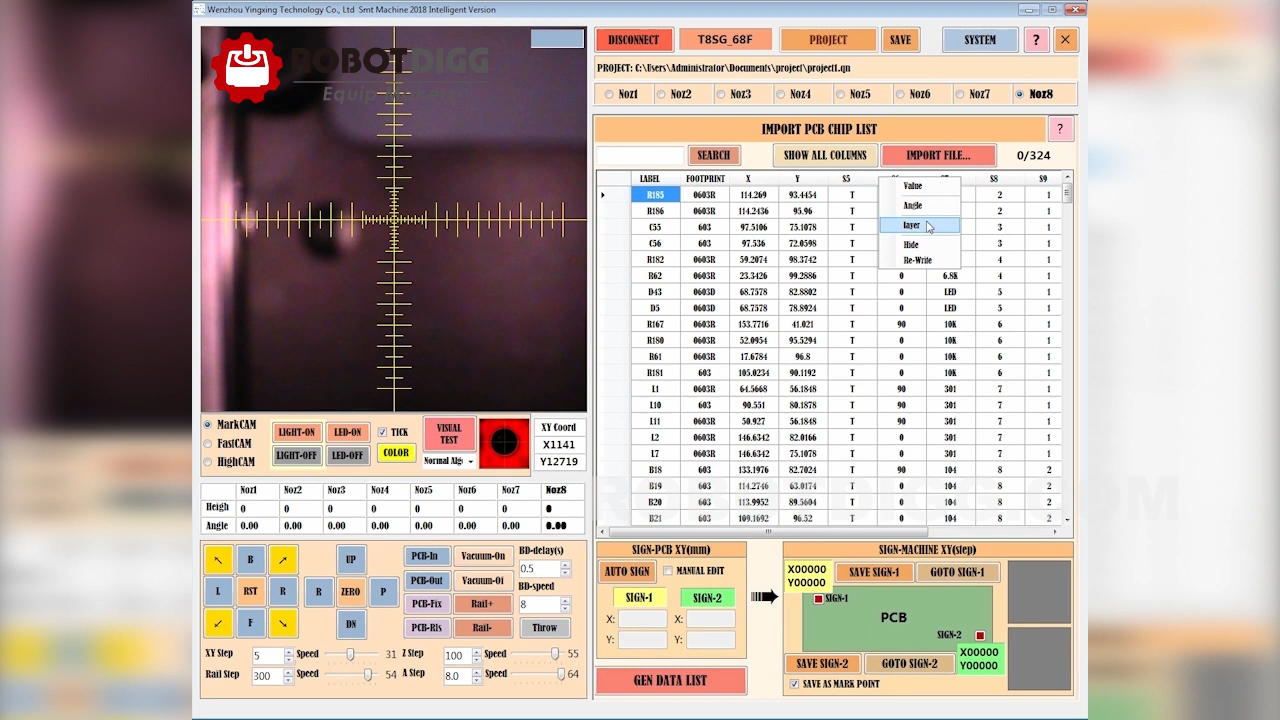 Wenzhou Yingxing Technology Co., Ltd Smt Machine 2018 Intelligent Version
ROBOTDIGG
DISCONNECT T8SG_68F PROJECT SAVE SYSTEM ? ×
PROJECT: C:\Users\Administrator\Documents\project\project1.qn
Noz1 Noz2 Noz3 Noz4 Noz5 Noz6 Noz7 Noz8
IMPORT PCB CHIP LIST ?
SEARCH SHOW ALL COLUMNS IMPORT FILE... 0/324
LABEL FOOTPRINT X Y S5 S8 S9
R185 0603R 114.269 93.4454 T 2 1
R186 0603R 114.2436 95.96 T 2 1
C55 0603R 97.5106 75.1078 T 3 1
C56 0603R 97.536 72.0598 T 3 1
R182 0603R 59.2074 98.3742 T 4 1
R62 0603R 23.3426 99.2886 T 0 6.8K 4 1
D43 0603D 68.7578 82.8802 T 0 LED 5 1
D5 0603D 68.7578 78.8924 T 0 LED 5 1
R167 0603R 153.7716 41.021 T 90 10K 6 1
R180 0603R 52.0954 95.5294 T 0 10K 6 1
R61 0603R 17.6784 96.8 T 0 10K 6 1
R181 603 105.0234 90.1192 T 0 10K 6 1
L1 0603R 64.5668 56.1848 T 90 301 7 1
L10 603 90.551 80.1878 T 90 301 7 1
L11 0603R 50.927 56.1848 T 90 301 7 1
L2 0603R 146.6342 82.0166 T 0 301 7 1
L7 0603R 146.6342 75.1078 T 0 301 7 1
B18 603 133.1976 82.7024 T 90 104 8 2
B19 603 114.2746 63.0174 T 0 104 8 2
B20 603 113.9952 89.5604 T 0 104 8 2
B21 603 109.1692 96.52 T 0 104 8 2
Value
Angle
layer
Hide
Re-Write
ROBOTDIGG.COM
MarkCAM
FastCAM
HighCAM
LIGHT-ON LED-ON TICK
LIGHT-OFF LED-OFF COLOR
VISUAL
TEST
Normal Alg
XY Coord
X1141
Y12719
Noz1 Noz2 Noz3 Noz4 Noz5 Noz6 Noz7 Noz8
Heigh 0 0 0 0 0 0 0 0
Angle 0.00 0.00 0.00 0.00 0.00 0.00 0.00 0.00
B UP
L RST R R ZERO P
F DN
PCB-In Vacuum-On
PCB-Out Vacuum-Of
PCB-Fix Rail+
PCB-Rls Rail-
BD-delay(s)
0.5
BD-speed
8
Throw
XY Step 5 Speed 31 Z Step 100 Speed 55
Rail Step 300 Speed 54 A Step 8.0 Speed 64
SIGN-PCB XY(mm)
AUTO SIGN MANUAL EDIT
SIGN-1 SIGN-2
X: X:
Y: Y:
GEN DATA LIST
SIGN-MACHINE XY(step)
X00000
Y00000
SAVE SIGN-1 GOTO SIGN-1
SIGN-1
PCB
SIGN-2
X00000
Y00000
SAVE SIGN-2 GOTO SIGN-2
SAVE AS MARK POINT